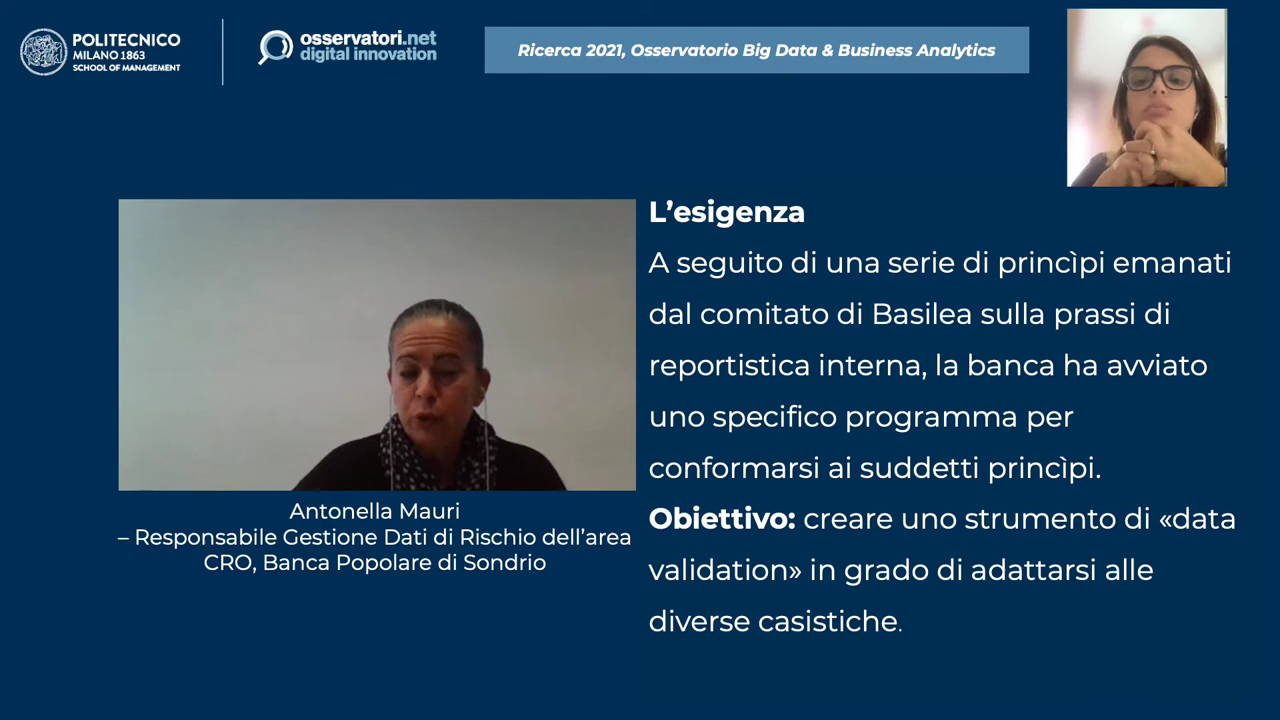 POLITECNICO
MILANO 1863
SCHOOL OF MANAGEMENT
osservatori.net
digital innovation
Ricerca 2021, Osservatorio Big Data & Business Analytics
L’esigenza
A seguito di una serie di princìpi emanati
dal comitato di Basilea sulla prassi di
reportistica interna, la banca ha avviato
uno specifico programma per
conformarsi ai suddetti princìpi.
Obiettivo: creare uno strumento di «data
validation» in grado di adattarsi alle
diverse casistiche.
Antonella Mauri
– Responsabile Gestione Dati di Rischio dell’area
CRO, Banca Popolare di Sondrio